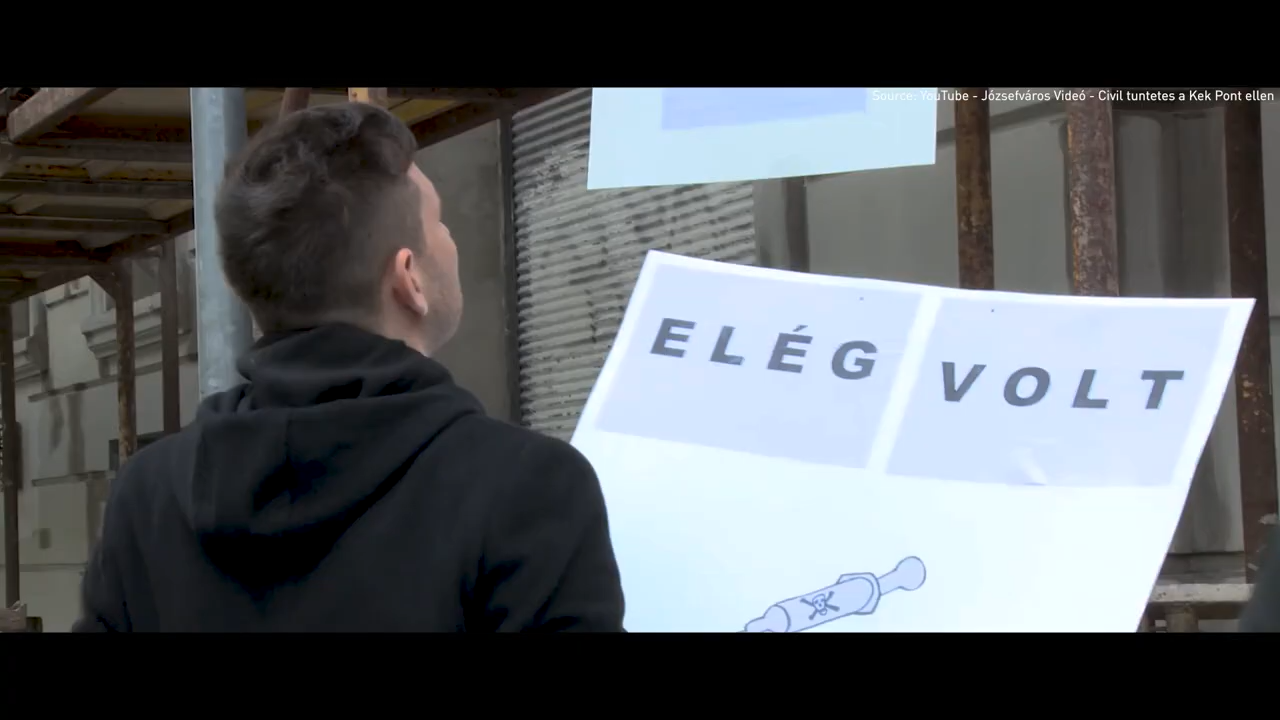 Source: YouTube - Józsefváros Videó - Civil tuntetes a Kek Pont ellen
ELÉG VOLT